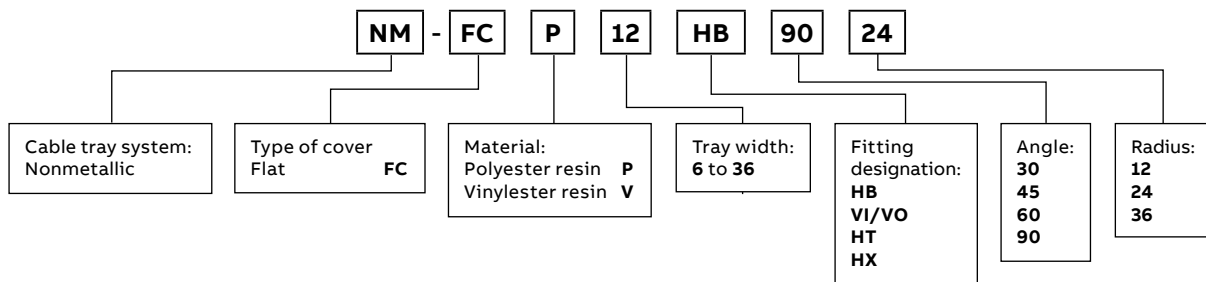 NM - FC P 12 HB 90 24
Cable tray system:
Nonmetallic
Type of cover
Flat FC
Material:
Polyester resin P
Vinylester resin V
Tray width:
6 to 36
Fitting
designation:
HB
VI/VO
HT
HX
Angle:
30
45
60
90
Radius:
12
24
36